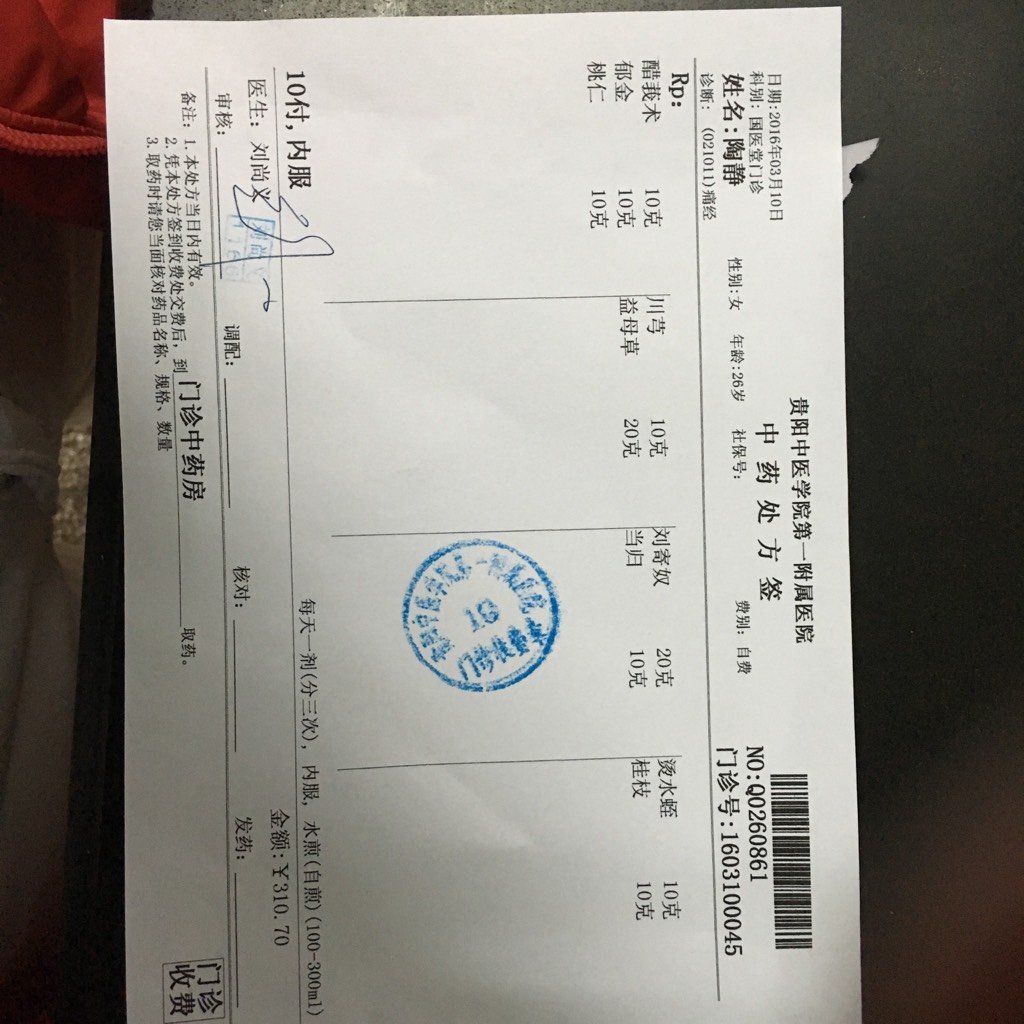 贵阳中医学院第一附属医院
中药处方签
NO:Q0260861
门诊号:1603100045
日期:2016年03月10日
科别:国医堂门诊 费别: 自费
姓名:陶静 性别:女 年龄:26岁 社保号:
诊断: (021011)痛经
Rp:
醋莪术 10克 川芎 10克 刘寄奴 20克 烫水蛭 10克
郁金 10克 益母草 20克 当归 10克 桂枝 10克
桃仁 10克
每天一剂(分三次), 内服, 水煎(自煎)(100-300ml)
10付, 内服
金额:¥310.70
医生: 刘尚义
审核: 调配: 核对: 发药:
备注: 1. 本处方当日内有效。
2. 凭本处方签到收费处交费后, 到 门诊中药房 取药。
3. 取药时请您当面核对药品名称、规格、数量
门诊
收费